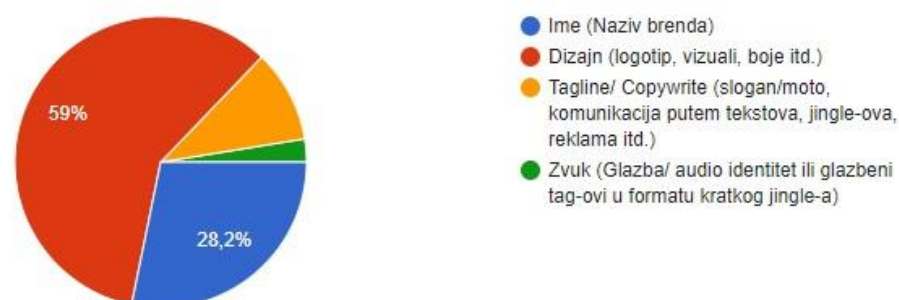 59%
28,2%
Ime (Naziv brenda)
Dizajn (logotip, vizuali, boje itd.)
Tagline/ Copywrite (slogan/moto,
komunikacija putem tekstova, jingle-ova,
reklama itd.)
Zvuk (Glazba/ audio identitet ili glazbeni
tag-ovi u formatu kratkog jingle-a)